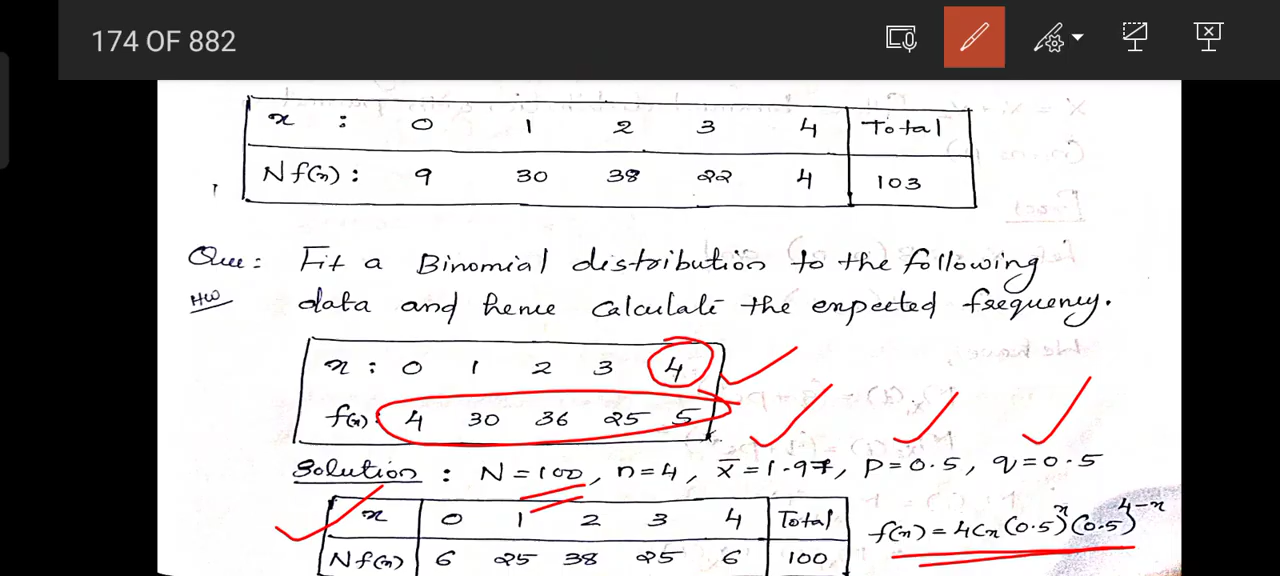 174 OF 882
x : 0 1 2 3 4 Total
N f(x) : 9 30 38 22 4 103
Que : Fit a Binomial distribution to the following
HW data and hence calculate the expected frequency.
x : 0 1 2 3 4
f(x) : 4 30 36 25 5
Solution : N = 100, n = 4, x̄ = 1.97, P = 0.5, q = 0.5
x 0 1 2 3 4 Total
N f(x) 6 25 38 25 6 100
f(x) = 4Cx (0.5)^x (0.5)^4-x